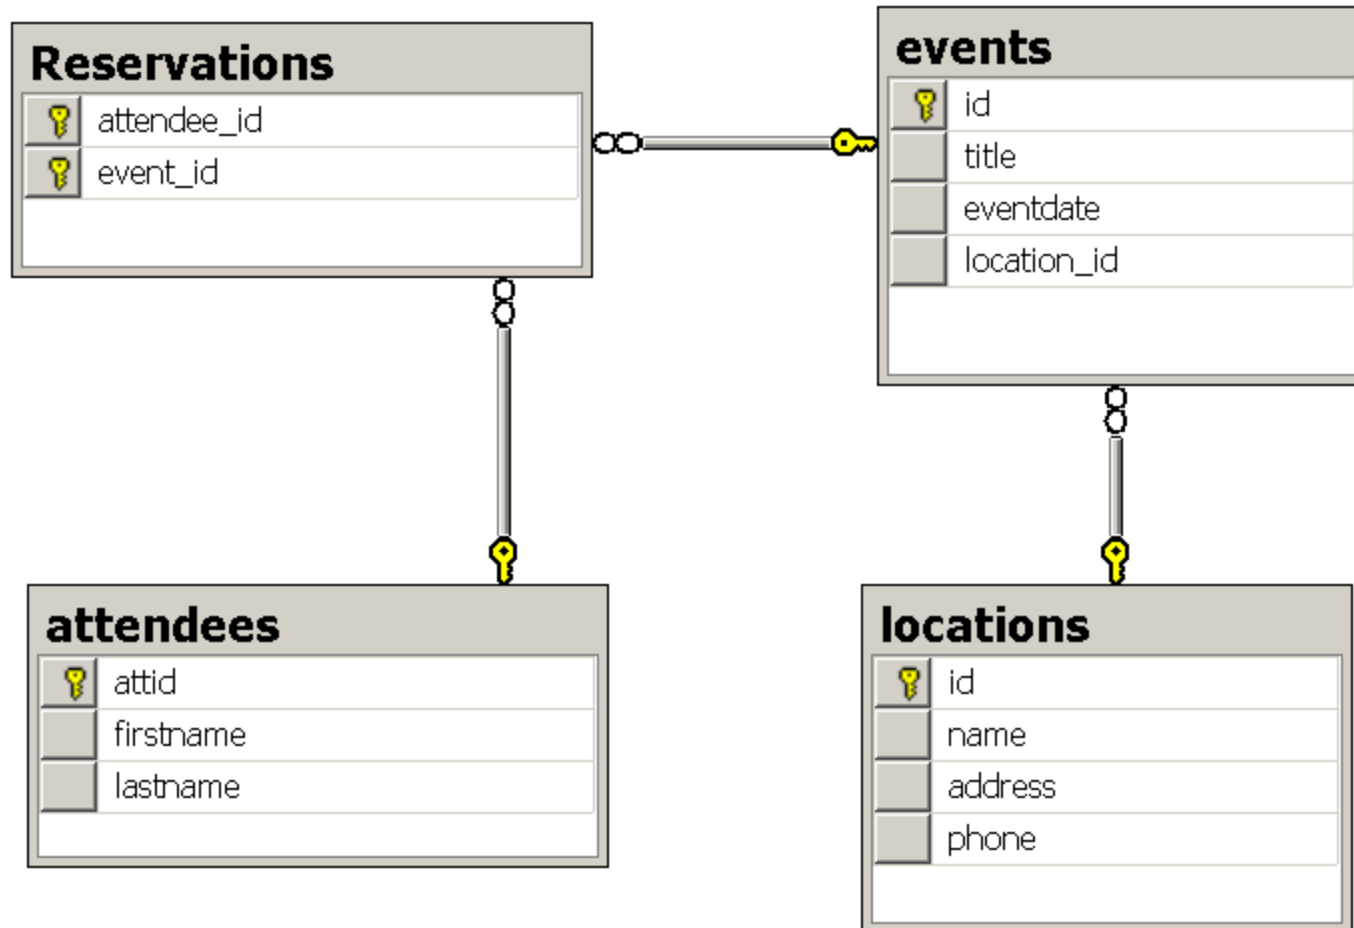 Reservations
attendee_id
event_id
events
id
title
eventdate
location_id
attendees
attid
firstname
lastname
locations
id
name
address
phone